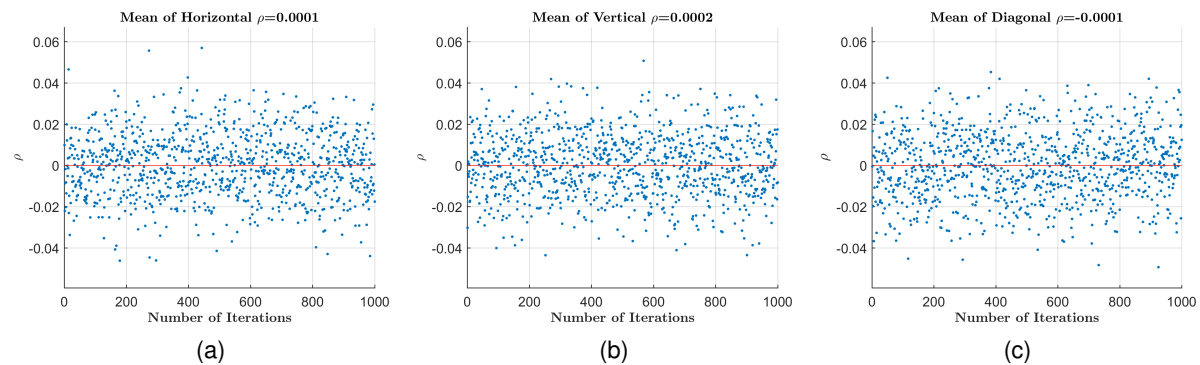 Mean of Horizontal ρ=0.0001
0.06
0.04
0.02
0
-0.02
-0.04
ρ
0 200 400 600 800 1000
Number of Iterations
(a)
Mean of Vertical ρ=0.0002
0.06
0.04
0.02
0
-0.02
-0.04
ρ
0 200 400 600 800 1000
Number of Iterations
(b)
Mean of Diagonal ρ=-0.0001
0.06
0.04
0.02
0
-0.02
-0.04
ρ
0 200 400 600 800 1000
Number of Iterations
(c)